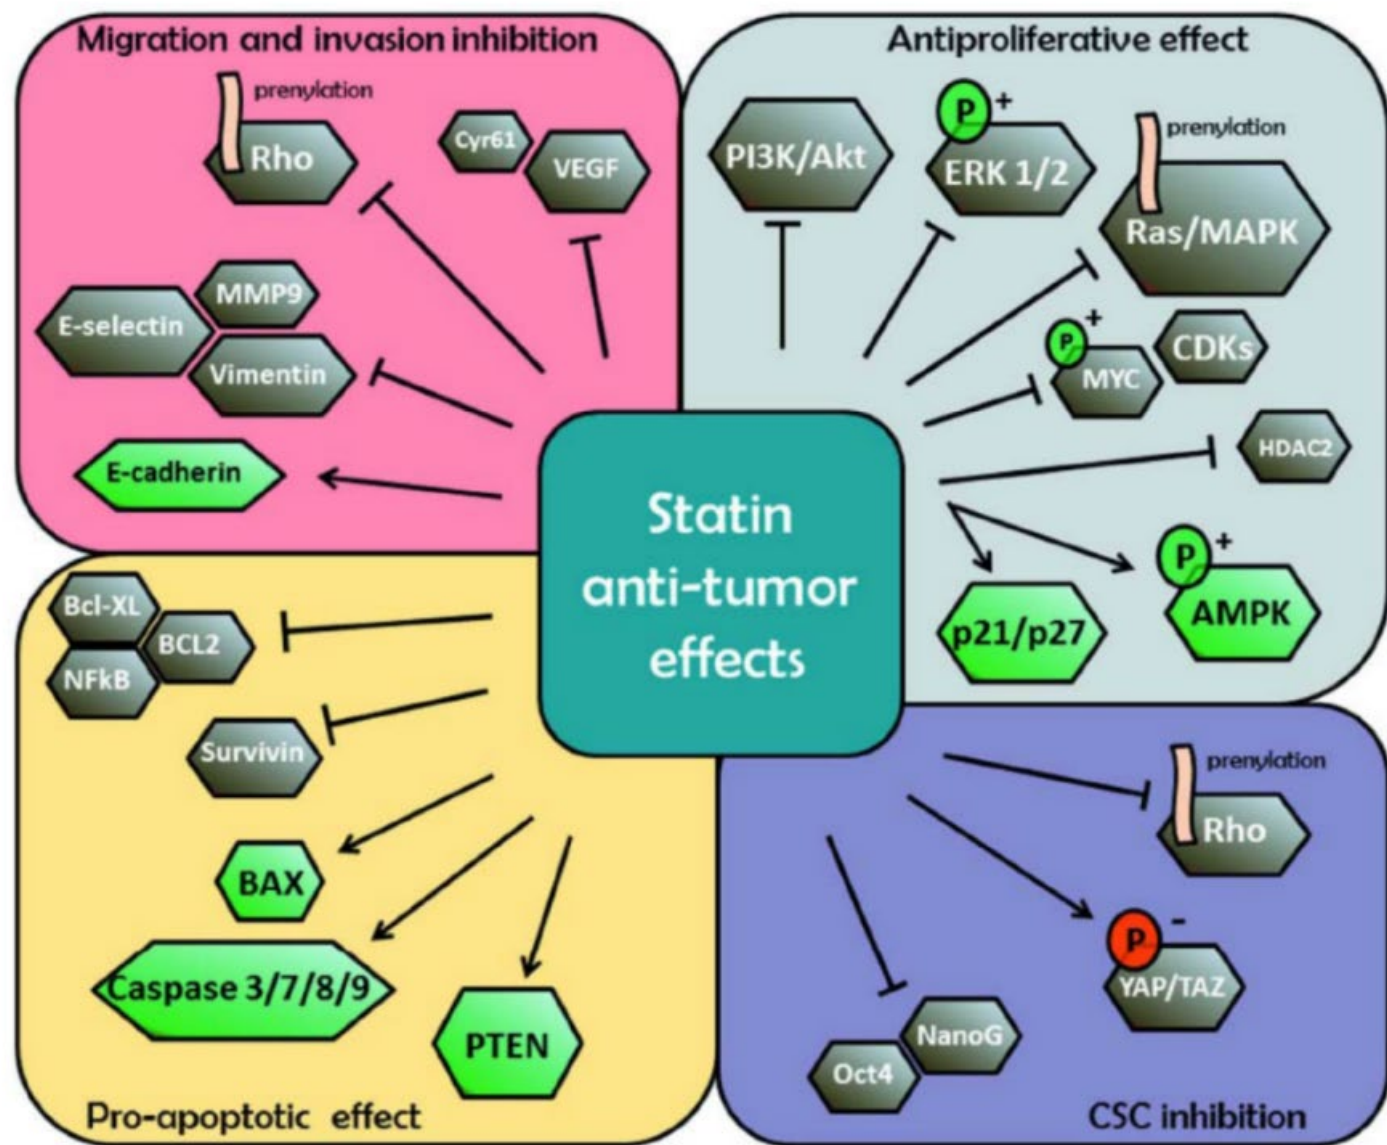 Migration and invasion inhibition
prenylation
Rho
Cyr61
VEGF
E-selectin
MMP9
Vimentin
E-cadherin
Antiproliferative effect
PI3K/Akt
P +
ERK 1/2
prenylation
Ras/MAPK
P +
MYC
CDKs
HDAC2
p21/p27
P +
AMPK
Statin
anti-tumor
effects
Bcl-XL
BCL2
NFkB
Survivin
BAX
Caspase 3/7/8/9
PTEN
Pro-apoptotic effect
prenylation
Rho
P -
YAP/TAZ
NanoG
Oct4
CSC inhibition